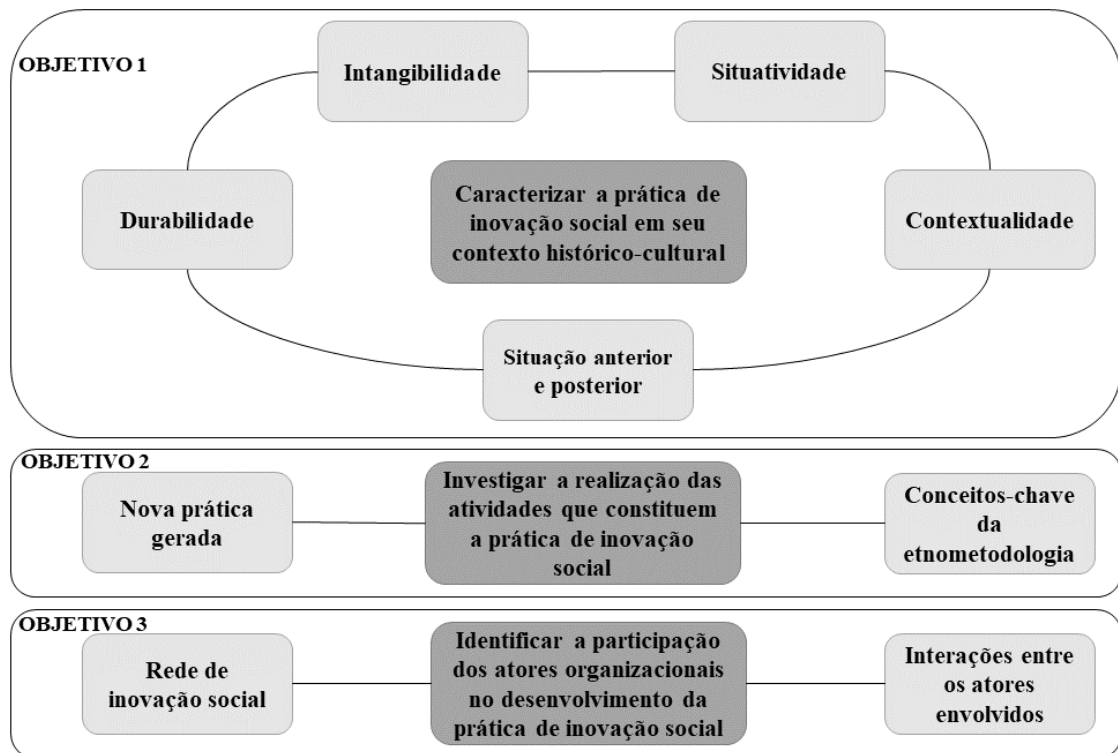 OBJETIVO 1
Intangibilidade
Situatividade
Durabilidade
Caracterizar a prática de
inovação social em seu
contexto histórico-cultural
Contextualidade
Situação anterior
e posterior
OBJETIVO 2
Nova prática
gerada
Investigar a realização das
atividades que constituem
a prática de inovação
social
Conceitos-chave
da
etnometodologia
OBJETIVO 3
Rede de
inovação social
Identificar a participação
dos atores organizacionais
no desenvolvimento da
prática de inovação social
Interações entre
os atores
envolvidos